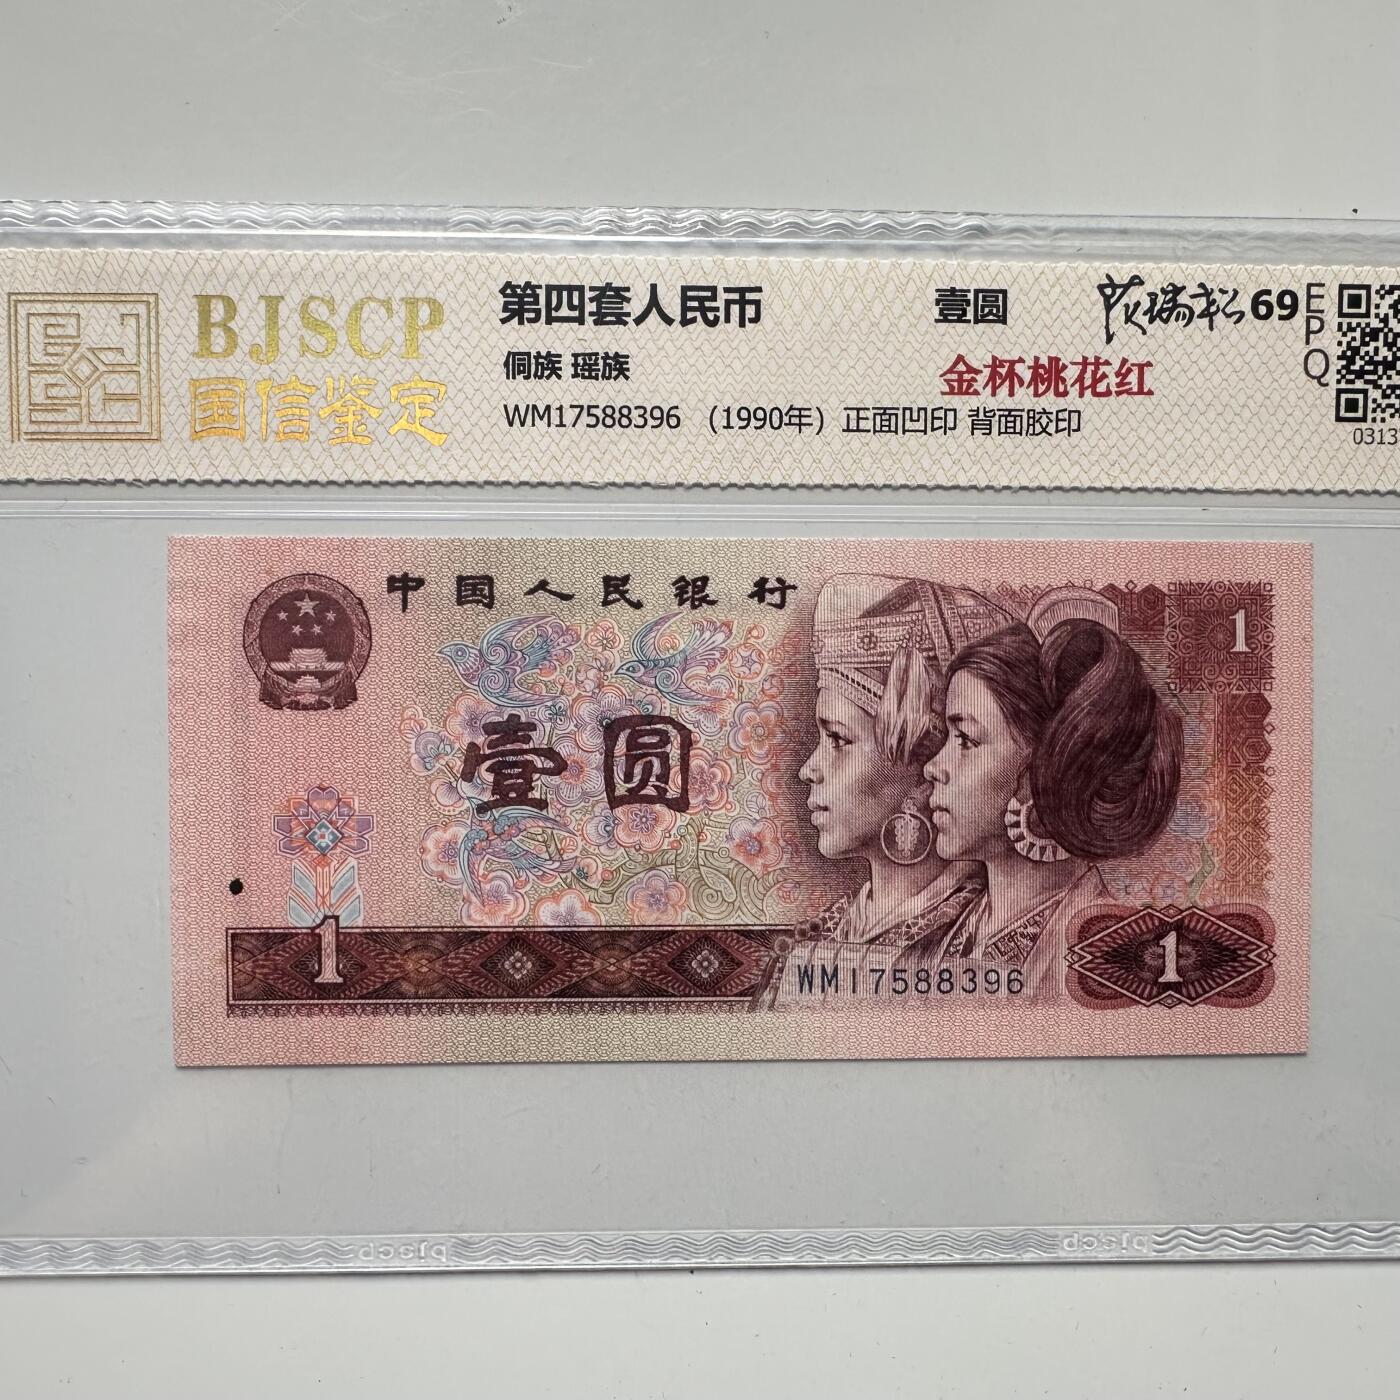 BJSCP
国信鉴定
第四套人民币 壹圆 69 EPQ
侗族 瑶族 金杯桃花红
WM17588396 （1990年）正面凹印 背面胶印
0313
中国人民银行
1
壹圆
1
1
WM17588396